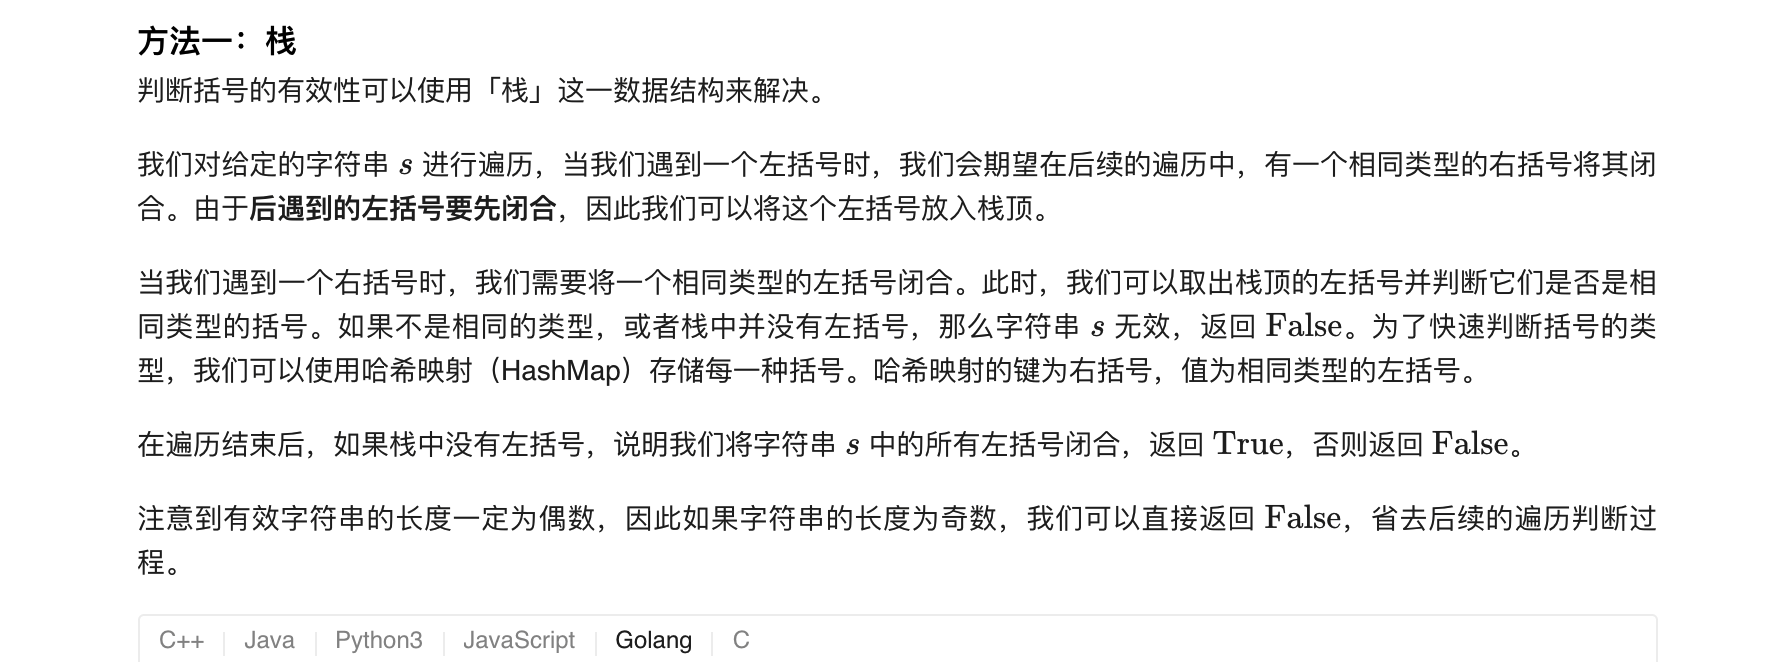 方法一：栈
判断括号的有效性可以使用「栈」这一数据结构来解决。
我们对给定的字符串 s 进行遍历，当我们遇到一个左括号时，我们会期望在后续的遍历中，有一个相同类型的右括号将其闭
合。由于后遇到的左括号要先闭合，因此我们可以将这个左括号放入栈顶。
当我们遇到一个右括号时，我们需要将一个相同类型的左括号闭合。此时，我们可以取出栈顶的左括号并判断它们是否是相
同类型的括号。如果不是相同的类型，或者栈中并没有左括号，那么字符串 s 无效，返回 False。为了快速判断括号的类
型，我们可以使用哈希映射（HashMap）存储每一种括号。哈希映射的键为右括号，值为相同类型的左括号。
在遍历结束后，如果栈中没有左括号，说明我们将字符串 s 中的所有左括号闭合，返回 True，否则返回 False。
注意到有效字符串的长度一定为偶数，因此如果字符串的长度为奇数，我们可以直接返回 False，省去后续的遍历判断过
程。
C++ Java Python3 JavaScript Golang C